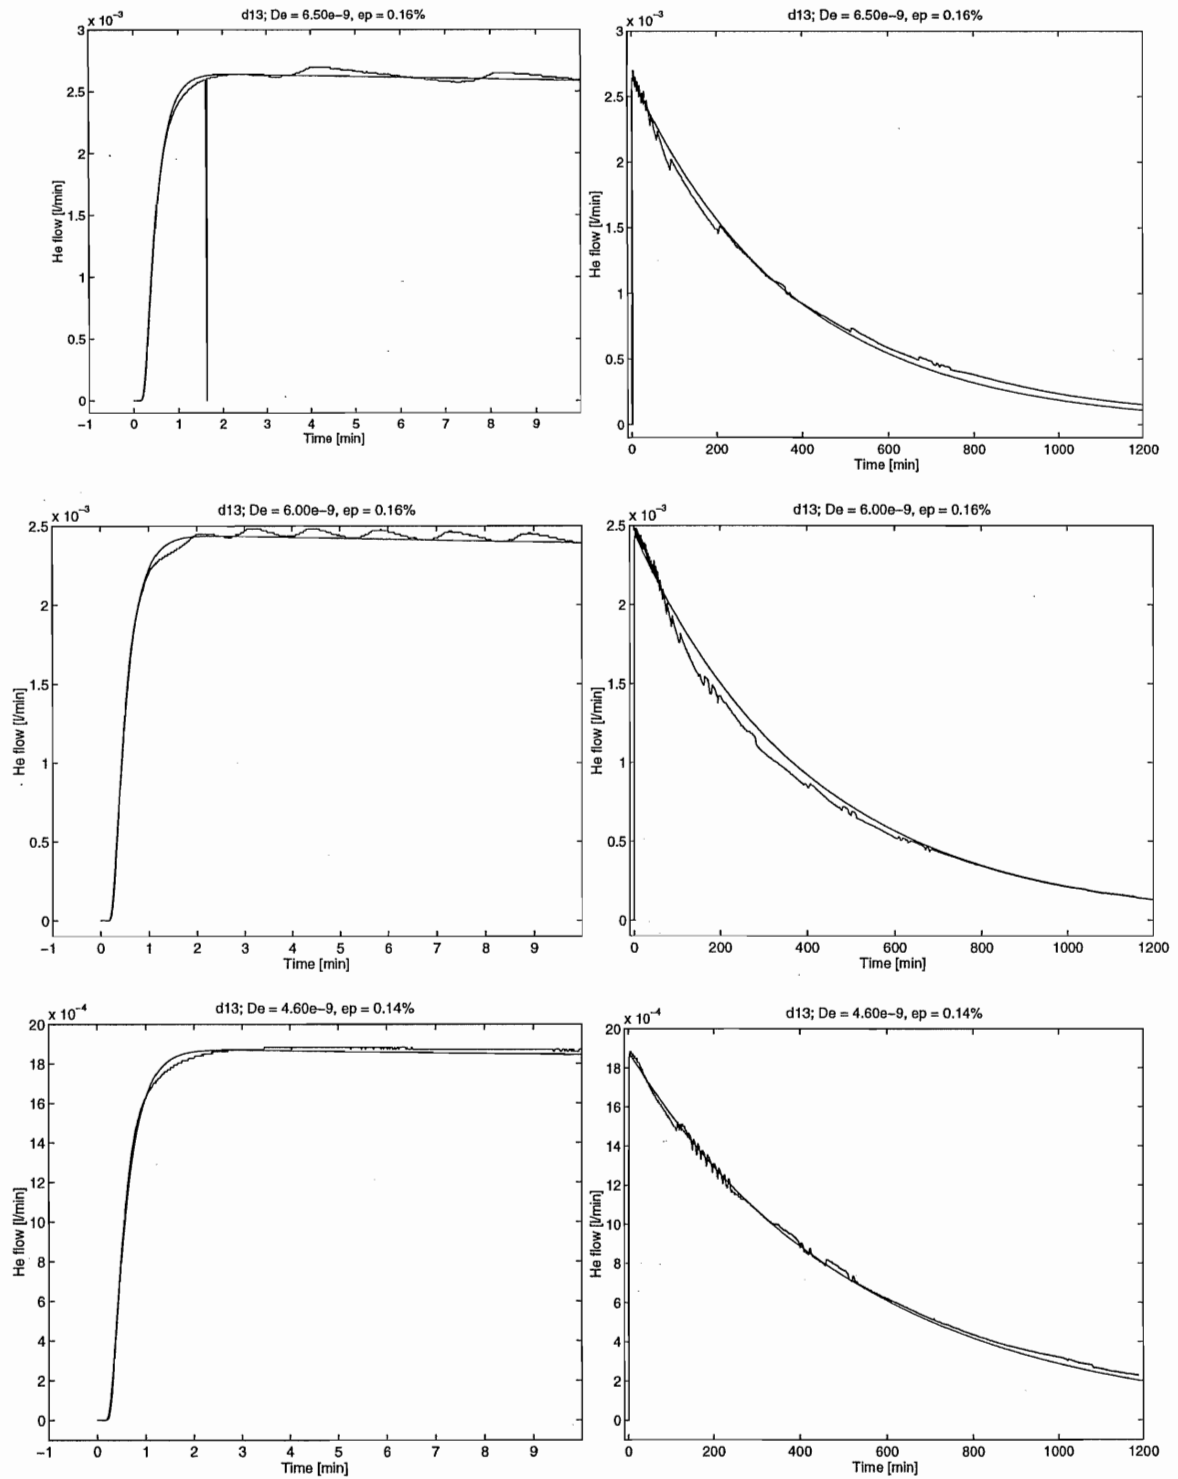 d13; De = 6.50e−9, ep = 0.16%
x 10⁻³
3
2.5
2
1.5
1
0.5
0
He flow [l/min]
−1 0 1 2 3 4 5 6 7 8 9
Time [min]
d13; De = 6.50e−9, ep = 0.16%
x 10⁻³
3
2.5
2
1.5
1
0.5
0
He flow [l/min]
0 200 400 600 800 1000 1200
Time [min]
d13; De = 6.00e−9, ep = 0.16%
x 10⁻³
2.5
2
1.5
1
0.5
0
He flow [l/min]
−1 0 1 2 3 4 5 6 7 8 9
Time [min]
d13; De = 6.00e−9, ep = 0.16%
x 10⁻³
2.5
2
1.5
1
0.5
0
He flow [l/min]
0 200 400 600 800 1000 1200
Time [min]
d13; De = 4.60e−9, ep = 0.14%
x 10⁻⁴
20
18
16
14
12
10
8
6
4
2
0
He flow [l/min]
−1 0 1 2 3 4 5 6 7 8 9
Time [min]
d13; De = 4.60e−9, ep = 0.14%
x 10⁻⁴
20
18
16
14
12
10
8
6
4
2
0
He flow [l/min]
0 200 400 600 800 1000 1200
Time [min]